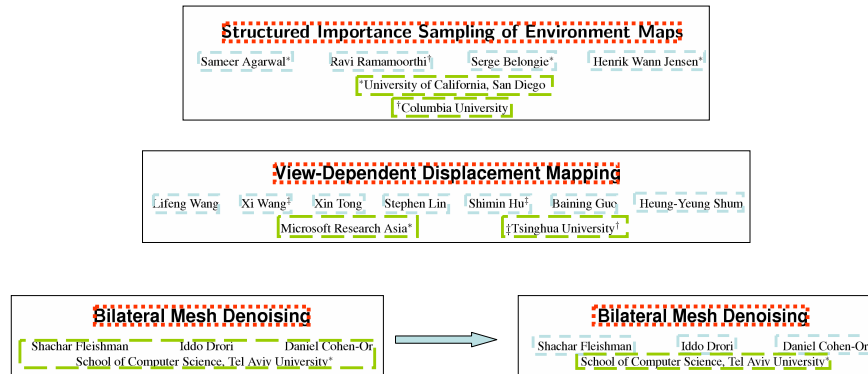 Structured Importance Sampling of Environment Maps
Sameer Agarwal* Ravi Ramamoorthi† Serge Belongie* Henrik Wann Jensen*
*University of California, San Diego
†Columbia University
View-Dependent Displacement Mapping
Lifeng Wang Xi Wang‡ Xin Tong Stephen Lin Shimin Hu‡ Baining Guo Heung-Yeung Shum
Microsoft Research Asia* ‡Tsinghua University†
Bilateral Mesh Denoising
Shachar Fleishman Iddo Drori Daniel Cohen-Or
School of Computer Science, Tel Aviv University*
Bilateral Mesh Denoising
Shachar Fleishman Iddo Drori Daniel Cohen-Or
School of Computer Science, Tel Aviv University*